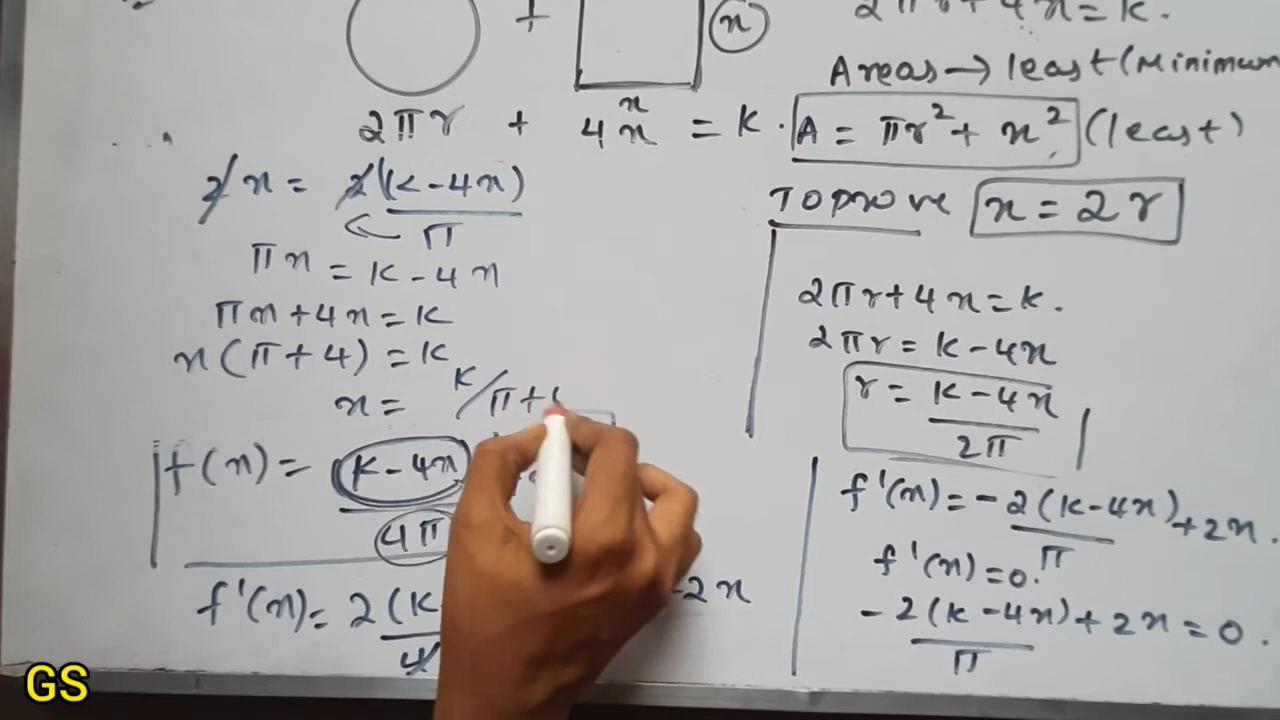 + x 2πr + 4x = k.
Areas → least (Minimum
x
2πr + 4x = k. A = πr² + x² (least)
To prove x = 2r
2x = 2(k-4x)
π
πx = k - 4x
πx + 4x = k
x(π + 4) = k
x = k/π+
f(x) = (k-4x
4π
f'(x) = 2(k
-2x
2πr + 4x = k.
2πr = k - 4x
r = k - 4x
2π
f'(x) = -2(k-4x) + 2x.
π
f'(x) = 0.
-2(k-4x) + 2x = 0.
π
GS